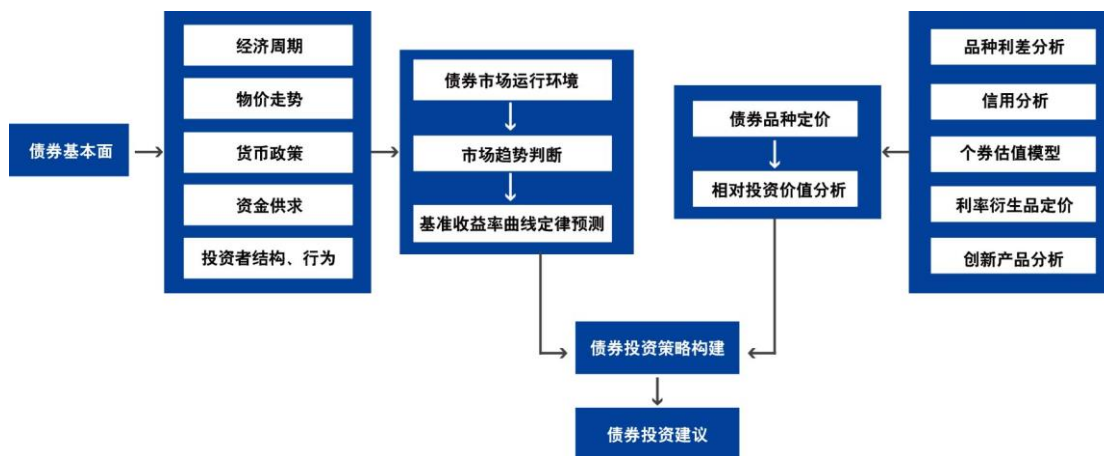 债券基本面
经济周期
物价走势
货币政策
资金供求
投资者结构、行为
债券市场运行环境
市场趋势判断
基准收益率曲线定律预测
债券品种定价
相对投资价值分析
品种利差分析
信用分析
个券估值模型
利率衍生品定价
创新产品分析
债券投资策略构建
债券投资建议